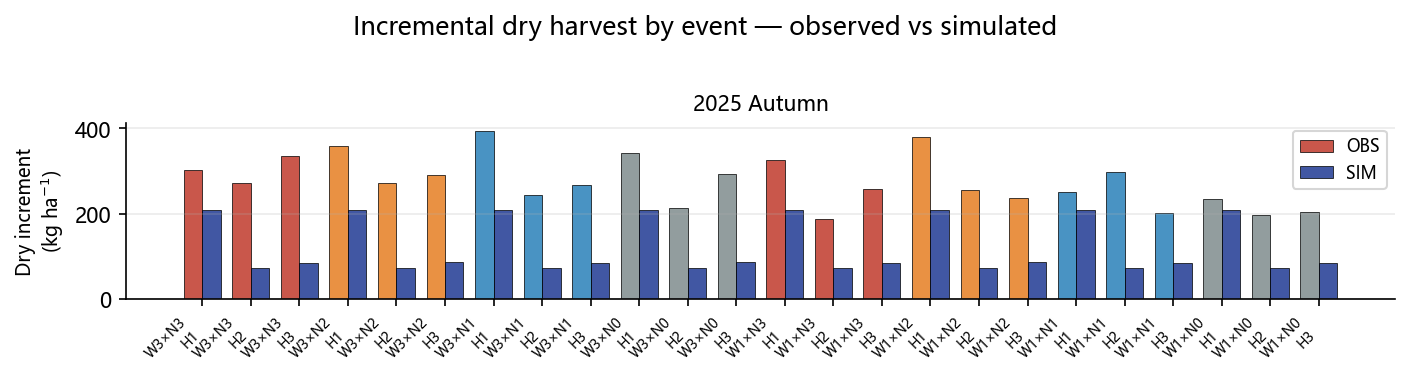 Incremental dry harvest by event — observed vs simulated
2025 Autumn
Dry increment
(kg ha⁻¹)
400
200
0
OBS
SIM
W3×N3
H1
W3×N3
H2
W3×N3
H3
W3×N2
H1
W3×N2
H2
W3×N2
H3
W3×N1
H1
W3×N1
H2
W3×N1
H3
W3×N0
H1
W3×N0
H2
W3×N0
H3
W1×N3
H1
W1×N3
H2
W1×N3
H3
W1×N2
H1
W1×N2
H2
W1×N2
H3
W1×N1
H1
W1×N1
H2
W1×N1
H3
W1×N0
H1
W1×N0
H2
W1×N0
H3